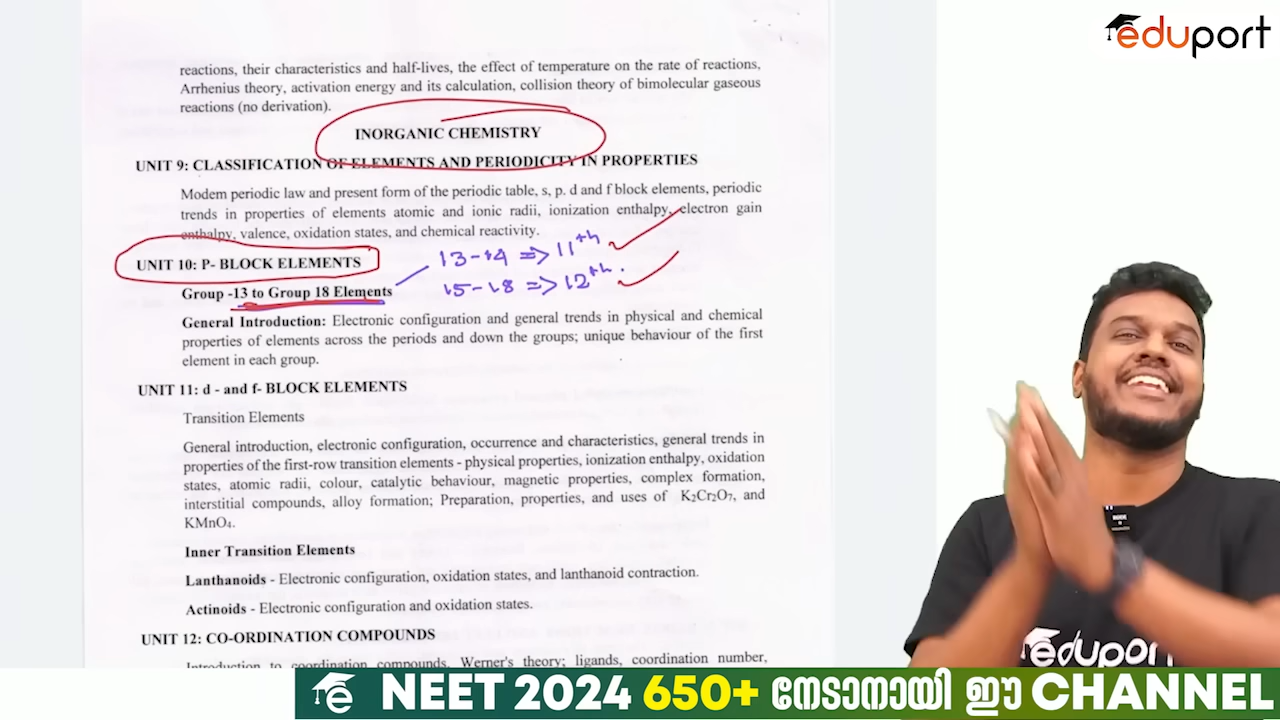 eduport
reactions, their characteristics and half-lives, the effect of temperature on the rate of reactions,
Arrhenius theory, activation energy and its calculation, collision theory of bimolecular gaseous
reactions (no derivation).
INORGANIC CHEMISTRY
UNIT 9: CLASSIFICATION OF ELEMENTS AND PERIODICITY IN PROPERTIES
Modem periodic law and present form of the periodic table, s, p. d and f block elements, periodic
trends in properties of elements atomic and ionic radii, ionization enthalpy, electron gain
enthalpy, valence, oxidation states, and chemical reactivity.
13-14 => 11th
UNIT 10: P- BLOCK ELEMENTS
15-18 => 12th.
Group -13 to Group 18 Elements
General Introduction: Electronic configuration and general trends in physical and chemical
properties of elements across the periods and down the groups; unique behaviour of the first
element in each group.
UNIT 11: d - and f- BLOCK ELEMENTS
Transition Elements
General introduction, electronic configuration, occurrence and characteristics, general trends in
properties of the first-row transition elements - physical properties, ionization enthalpy, oxidation
states, atomic radii, colour, catalytic behaviour, magnetic properties, complex formation,
interstitial compounds, alloy formation; Preparation, properties, and uses of K₂Cr₂O₇, and
KMnO₄.
Inner Transition Elements
Lanthanoids - Electronic configuration, oxidation states, and lanthanoid contraction.
Actinoids - Electronic configuration and oxidation states.
UNIT 12: CO-ORDINATION COMPOUNDS
Introduction to coordination compounds, Werner's theory; ligands, coordination number,
eduport
NEET 2024 650+ നേടാനായി ഈ CHANNEL